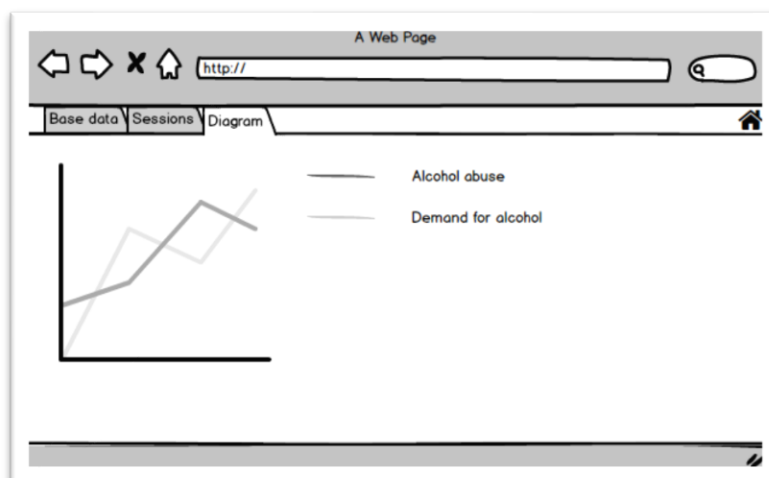 A Web Page
http://
Base data Sessions Diagram
Alcohol abuse
Demand for alcohol